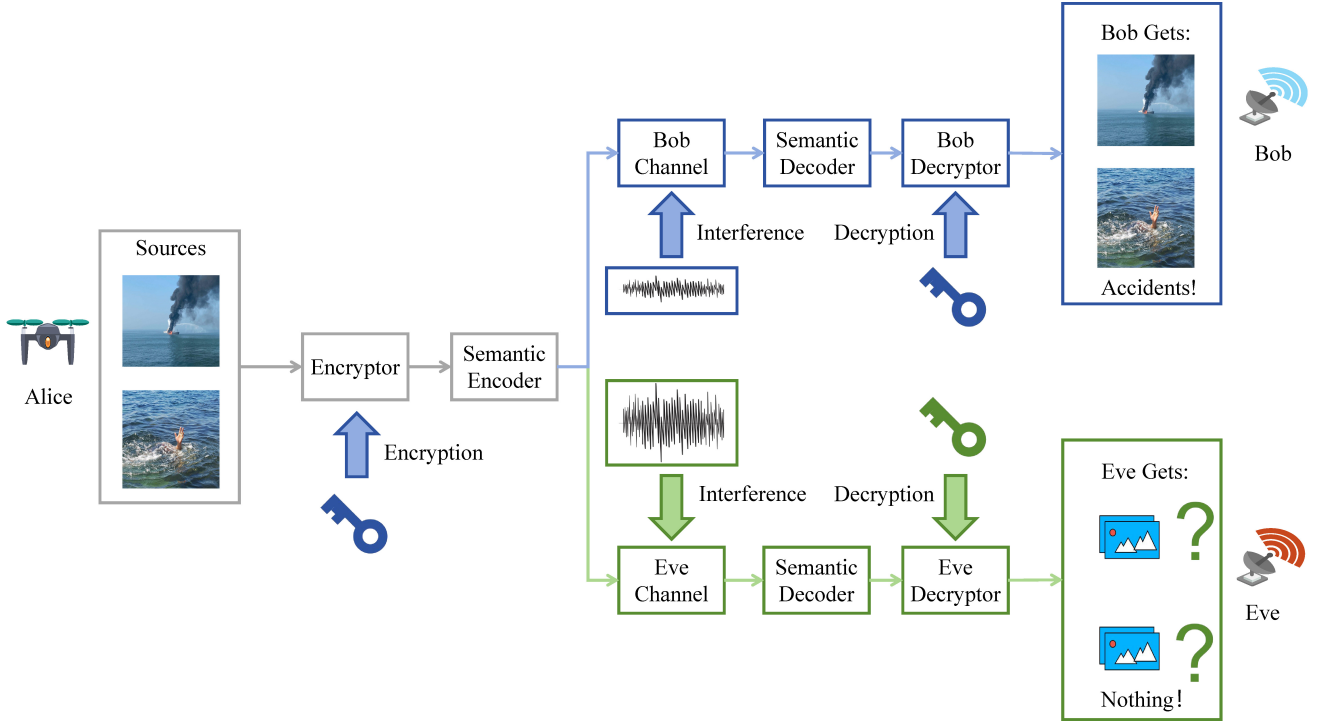 Alice
Sources
Encryptor
Encryption
Semantic
Encoder
Bob
Channel
Semantic
Decoder
Bob
Decryptor
Interference
Decryption
Bob Gets:
Accidents!
Bob
Interference
Decryption
Eve
Channel
Semantic
Decoder
Eve
Decryptor
Eve Gets:
?
?
Nothing!
Eve